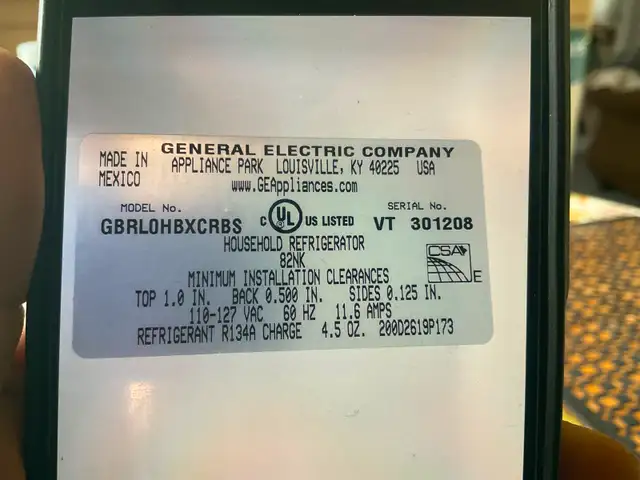 GENERAL ELECTRIC COMPANY
MADE IN MEXICO
APPLIANCE PARK LOUISVILLE, KY 40225 USA
www.GEAppliances.com
MODEL No.
GBRL0HBXCRBS
C UL US LISTED
SERIAL No.
VT 301208
HOUSEHOLD REFRIGERATOR
82NK
CSA E
MINIMUM INSTALLATION CLEARANCES
TOP 1.0 IN. BACK 0.500 IN. SIDES 0.125 IN.
110-127 VAC 60 HZ 11.6 AMPS
REFRIGERANT R134A CHARGE 4.5 OZ. 200D2619P173